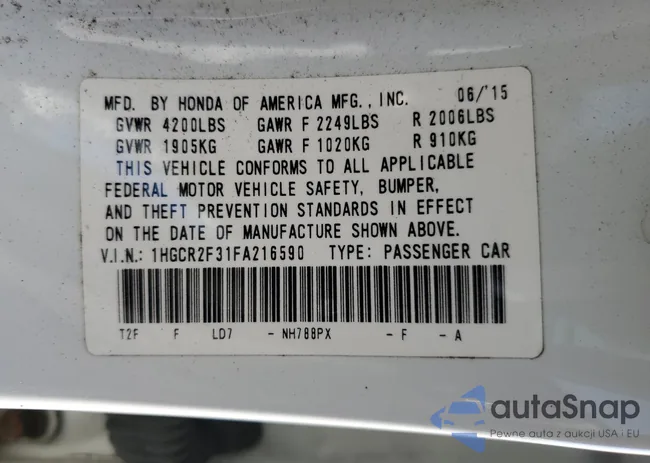 MFD. BY HONDA OF AMERICA MFG., INC. 06/'15
GVWR 4200LBS GAWR F 2249LBS R 2006LBS
GVWR 1905KG GAWR F 1020KG R 910KG
THIS VEHICLE CONFORMS TO ALL APPLICABLE
FEDERAL MOTOR VEHICLE SAFETY, BUMPER,
AND THEFT PREVENTION STANDARDS IN EFFECT
ON THE DATE OF MANUFACTURE SHOWN ABOVE.
V.I.N.: 1HGCR2F31FA216590 TYPE: PASSENGER CAR
T2F F LD7 - NH788PX - F - A
autaSnap
Pewne auta z aukcji USA i EU